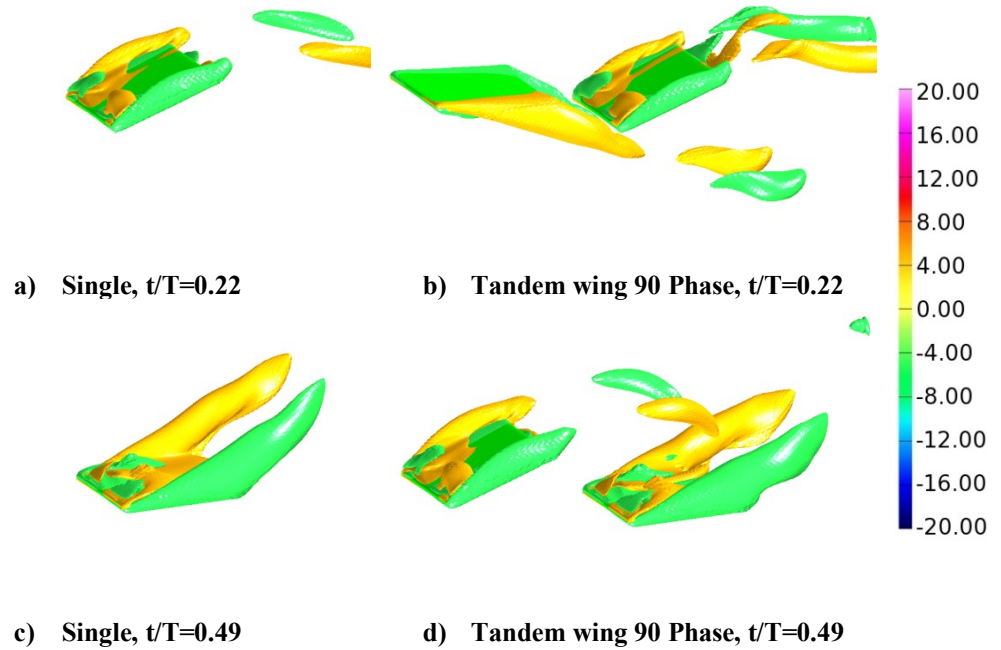 20.00
16.00
12.00
8.00
4.00
0.00
-4.00
-8.00
-12.00
-16.00
-20.00
a) Single, t/T=0.22
b) Tandem wing 90 Phase, t/T=0.22
c) Single, t/T=0.49
d) Tandem wing 90 Phase, t/T=0.49